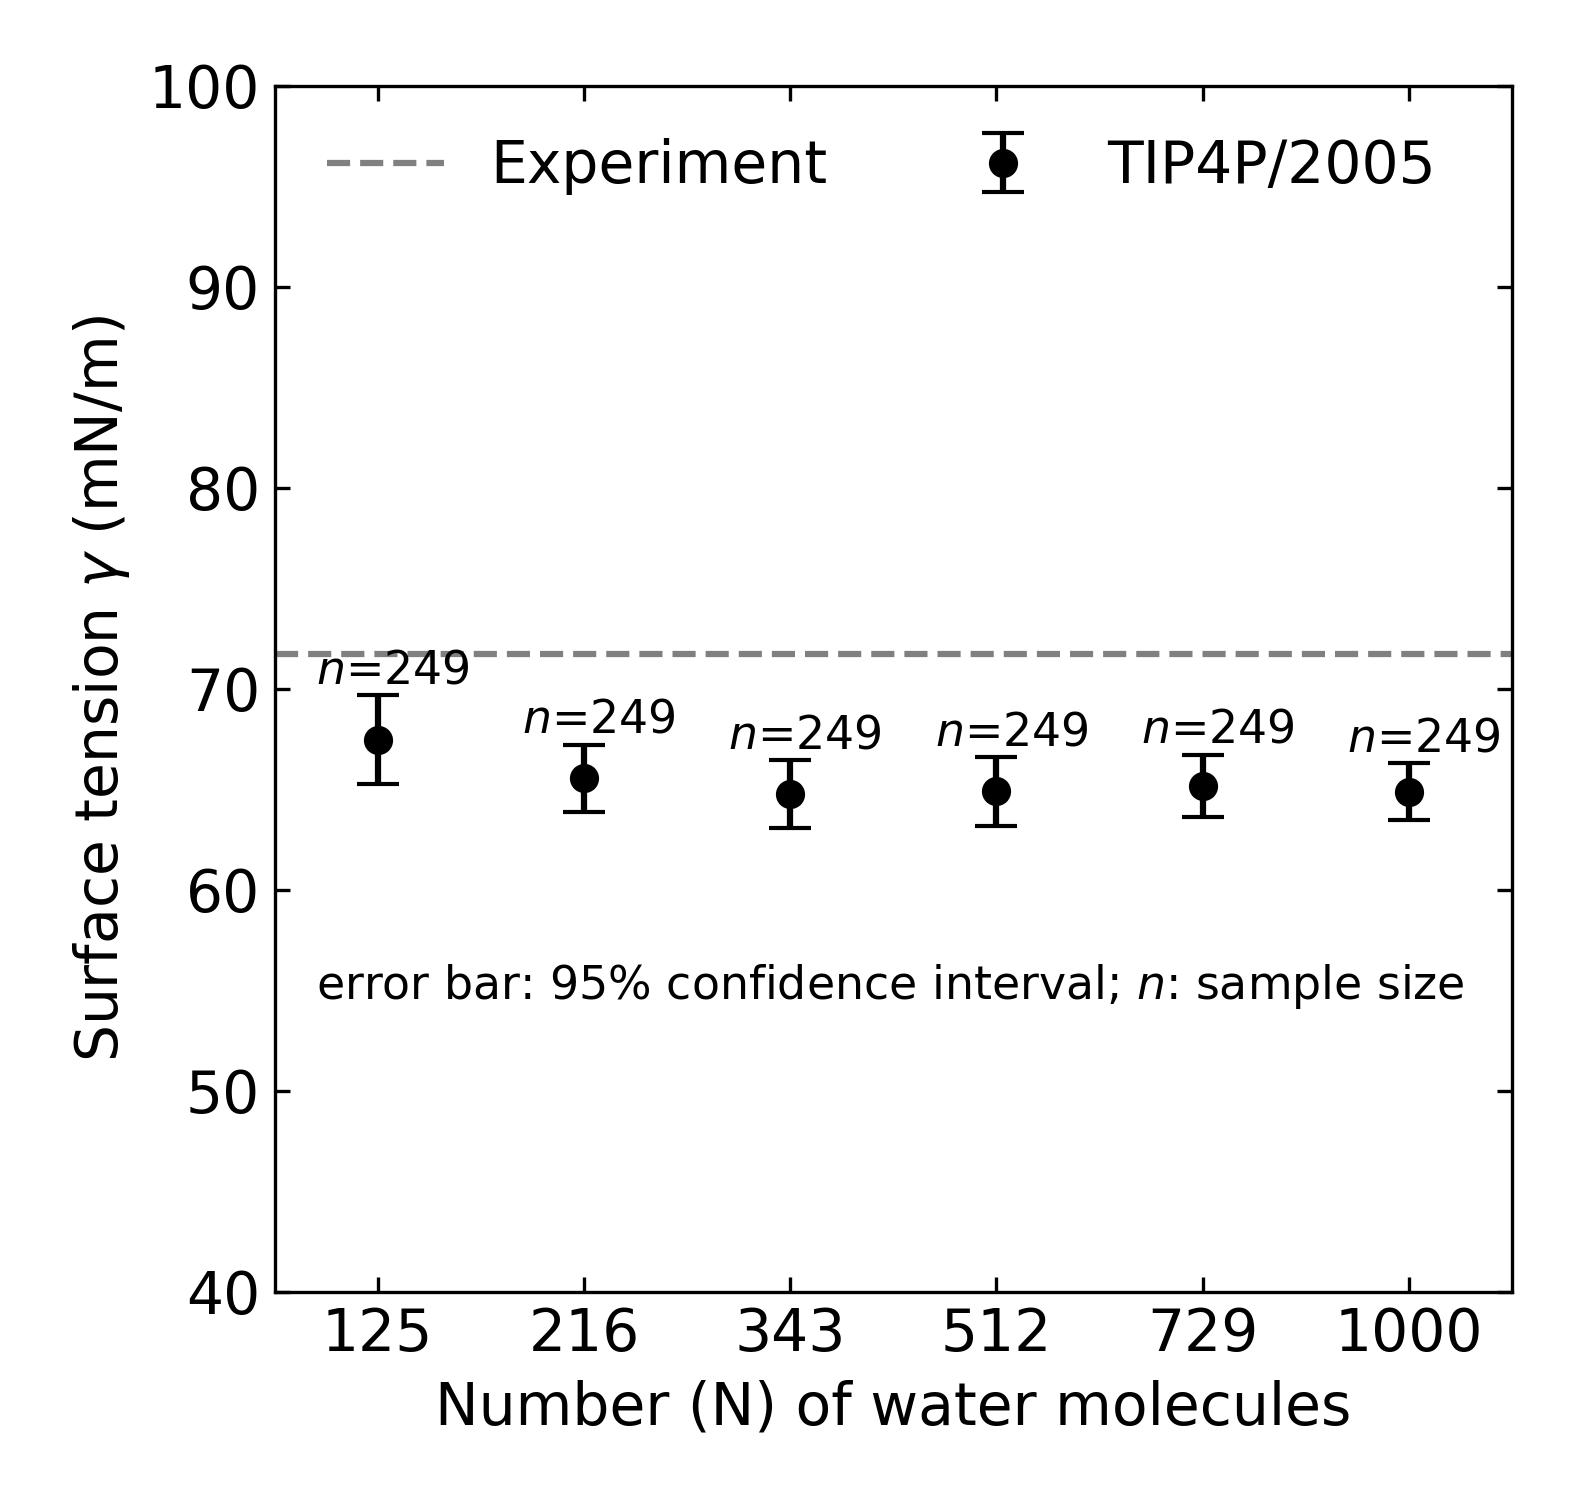 100
Experiment
TIP4P/2005
90
80
70
60
50
40
Surface tension γ (mN/m)
n=249
n=249
n=249
n=249
n=249
n=249
error bar: 95% confidence interval; n: sample size
125 216 343 512 729 1000
Number (N) of water molecules